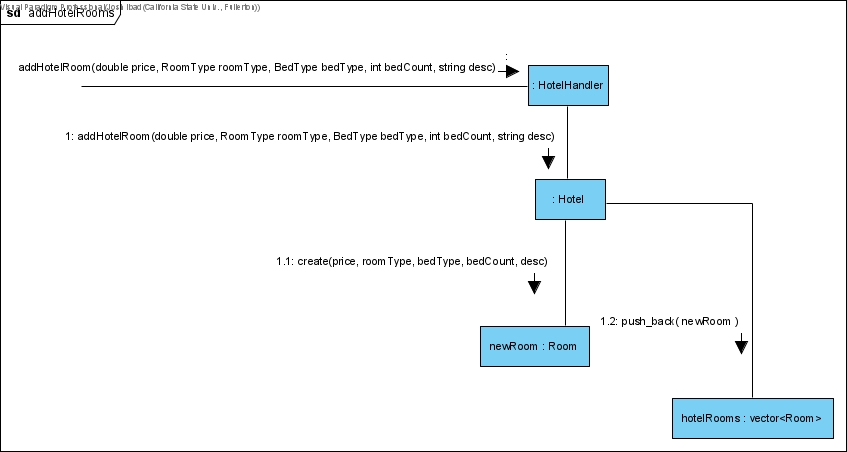 Visual Paradigm Professional(Josh Ibad(California State Univ., Fullerton))
sd addHotelRooms
:
addHotelRoom(double price, RoomType roomType, BedType bedType, int bedCount, string desc)
: HotelHandler
1: addHotelRoom(double price, RoomType roomType, BedType bedType, int bedCount, string desc)
: Hotel
1.1: create(price, roomType, bedType, bedCount, desc)
1.2: push_back( newRoom )
newRoom : Room
hotelRooms : vector<Room>